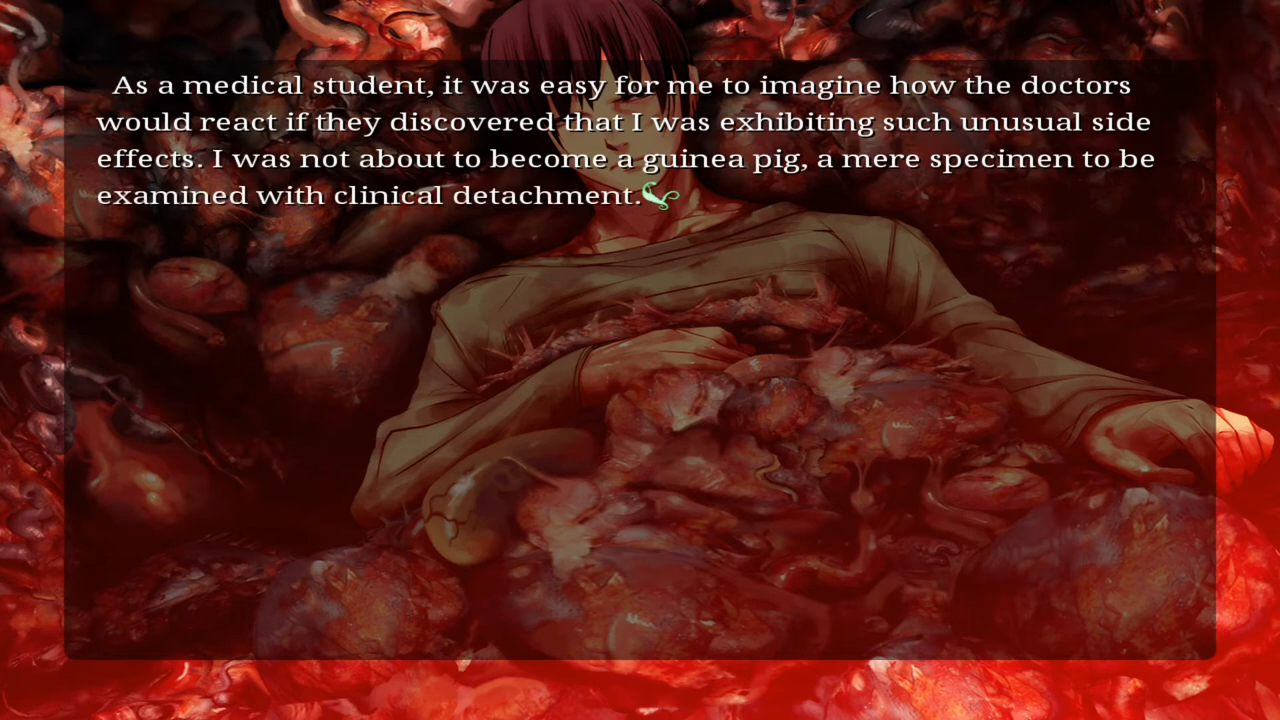 As a medical student, it was easy for me to imagine how the doctors
would react if they discovered that I was exhibiting such unusual side
effects. I was not about to become a guinea pig, a mere specimen to be
examined with clinical detachment.